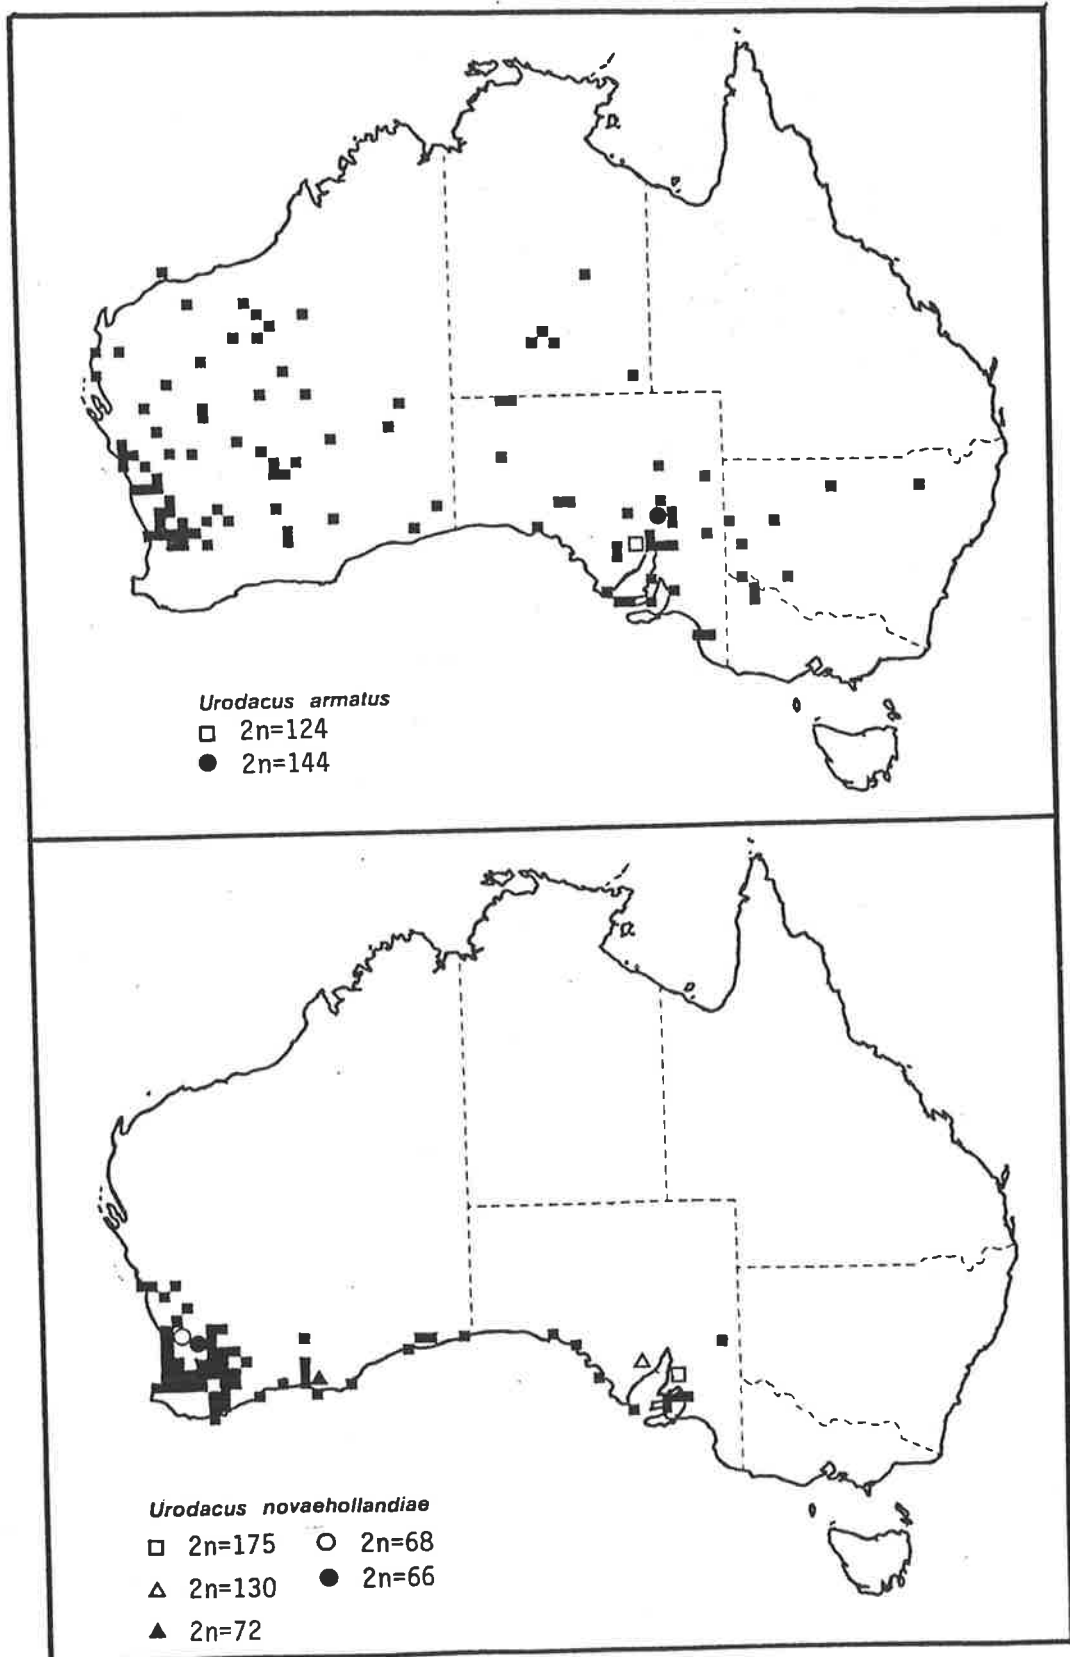 Urodacus armatus
□ 2n=124
● 2n=144
Urodacus novaehollandiae
□ 2n=175 ○ 2n=68
△ 2n=130 ● 2n=66
▲ 2n=72